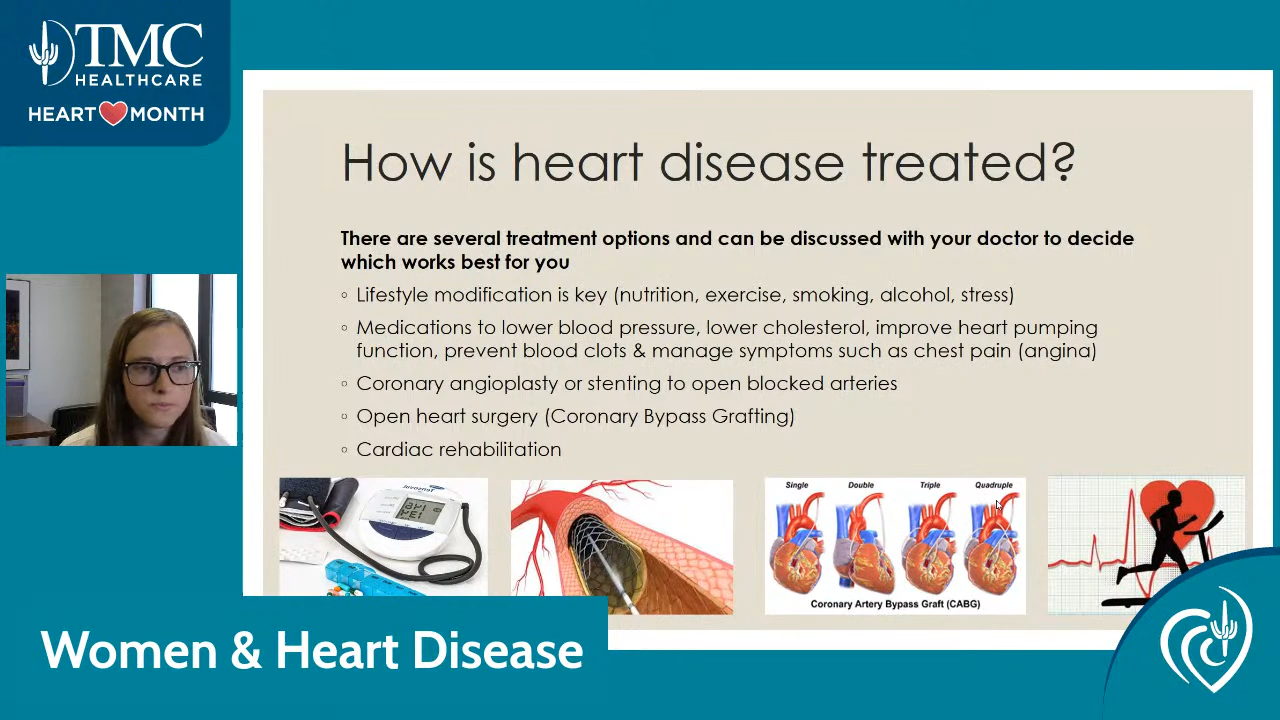 TMC
HEALTHCARE
HEART MONTH
How is heart disease treated?
There are several treatment options and can be discussed with your doctor to decide
which works best for you
◦ Lifestyle modification is key (nutrition, exercise, smoking, alcohol, stress)
◦ Medications to lower blood pressure, lower cholesterol, improve heart pumping
function, prevent blood clots & manage symptoms such as chest pain (angina)
◦ Coronary angioplasty or stenting to open blocked arteries
◦ Open heart surgery (Coronary Bypass Grafting)
◦ Cardiac rehabilitation
Single Double Triple Quadruple
Coronary Artery Bypass Graft (CABG)
Women & Heart Disease